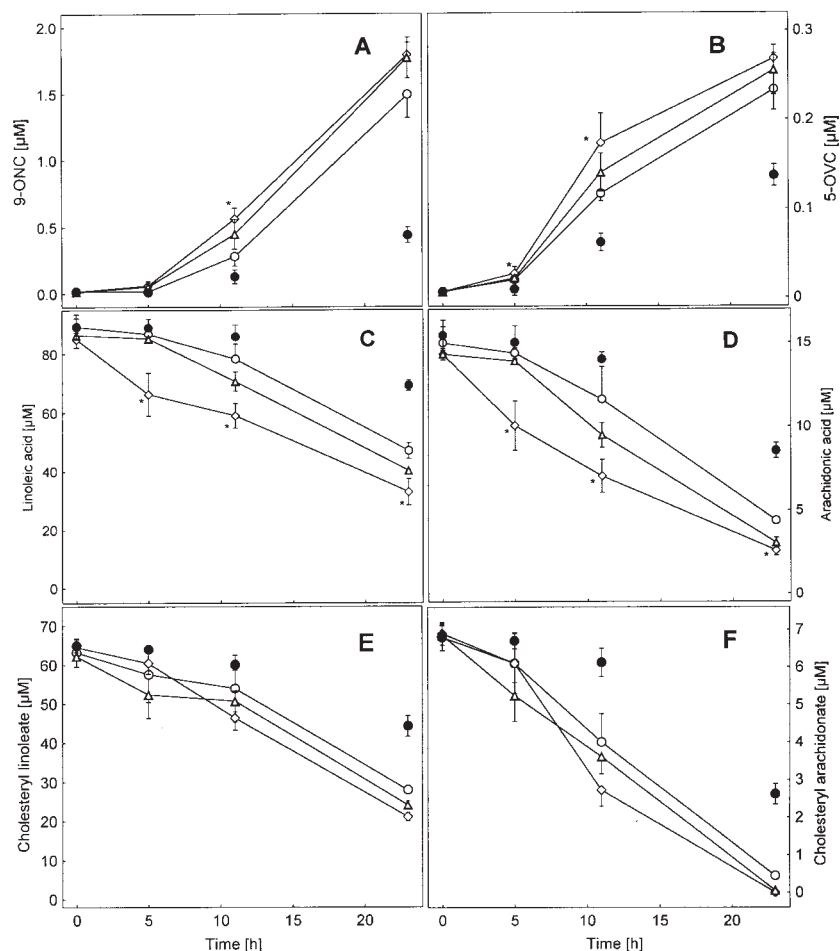 A
9-ONC [µM]
2.0
1.5
1.0
0.5
0.0
*
B
5-OVC [µM]
0.3
0.2
0.1
0
*
*
C
Linoleic acid [µM]
80
60
40
20
0
*
*
*
D
Arachidonic acid [µM]
15
10
5
0
*
*
*
E
Cholesteryl linoleate [µM]
70
60
50
40
30
20
10
0
0 5 10 15 20
Time [h]
F
Cholesteryl arachidonate [µM]
7
6
5
4
3
2
1
0
0 5 10 15 20
Time [h]